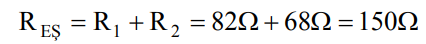 R_EŞ = R_1 + R_2 = 82Ω + 68Ω = 150Ω